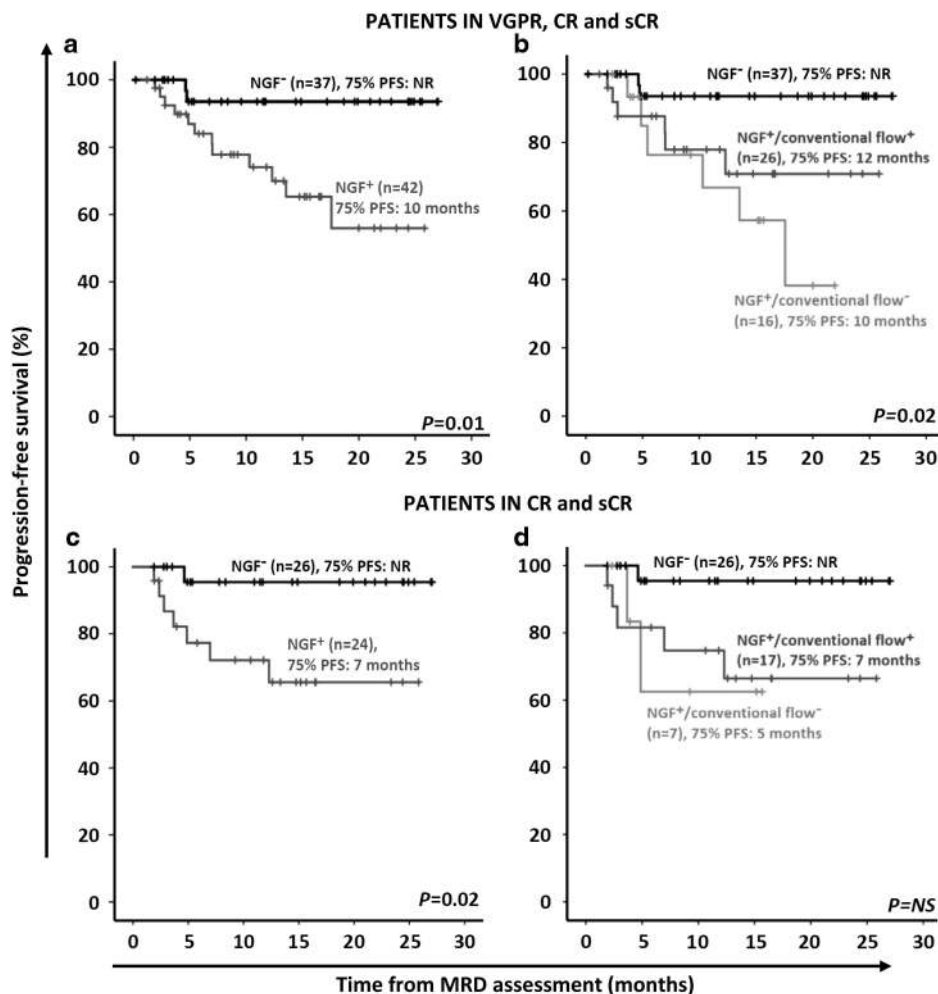 PATIENTS IN VGPR, CR and sCR
a
100
80
60
40
20
0
NGF⁻ (n=37), 75% PFS: NR
NGF⁺ (n=42)
75% PFS: 10 months
P=0.01
0 5 10 15 20 25 30
b
100
80
60
40
20
0
NGF⁻ (n=37), 75% PFS: NR
NGF⁺/conventional flow⁺
(n=26), 75% PFS: 12 months
NGF⁺/conventional flow⁻
(n=16), 75% PFS: 10 months
P=0.02
0 5 10 15 20 25 30
Progression-free survival (%)
PATIENTS IN CR and sCR
c
100
80
60
40
20
0
NGF⁻ (n=26), 75% PFS: NR
NGF⁺ (n=24),
75% PFS: 7 months
P=0.02
0 5 10 15 20 25 30
d
100
80
60
40
20
0
NGF⁻ (n=26), 75% PFS: NR
NGF⁺/conventional flow⁺
(n=17), 75% PFS: 7 months
NGF⁺/conventional flow⁻
(n=7), 75% PFS: 5 months
P=NS
0 5 10 15 20 25 30
Time from MRD assessment (months)